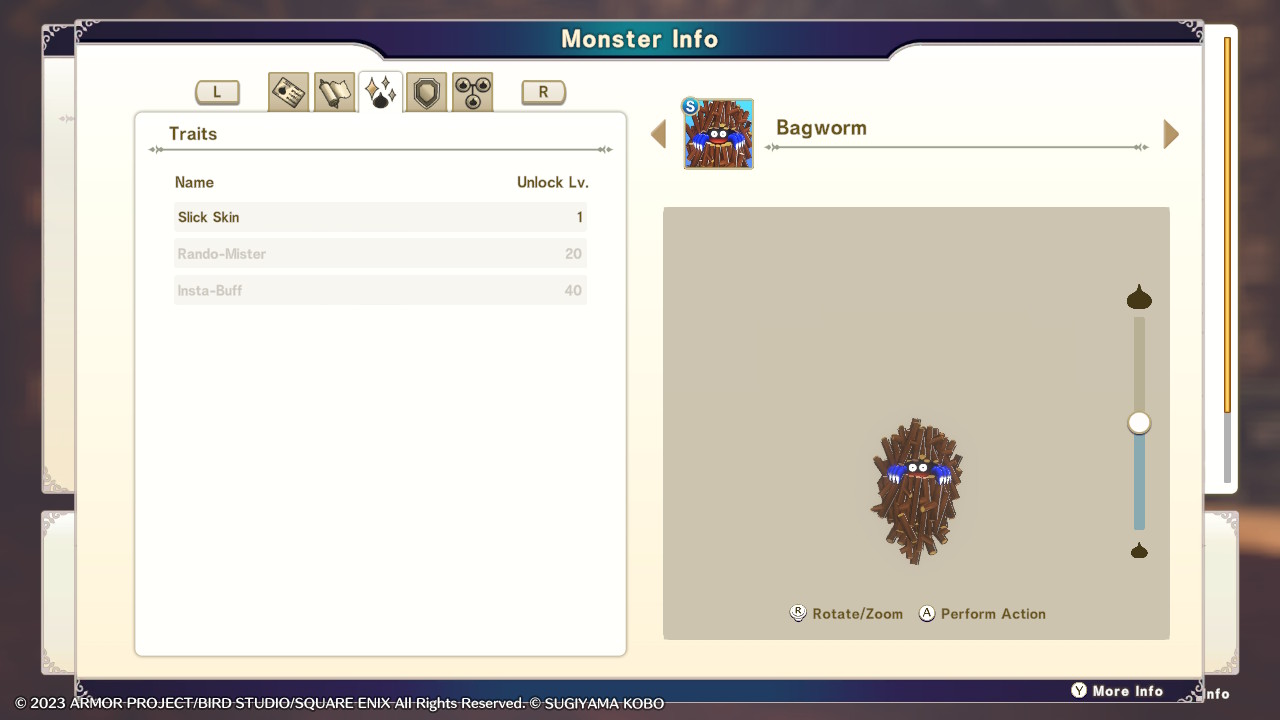 Monster Info
L
R
Traits
Name Unlock Lv.
Slick Skin 1
Rando-Mister 20
Insta-Buff 40
S
Bagworm
R Rotate/Zoom A Perform Action
Y More Info
Info
© 2023 ARMOR PROJECT/BIRD STUDIO/SQUARE ENIX All Rights Reserved. © SUGIYAMA KOBO